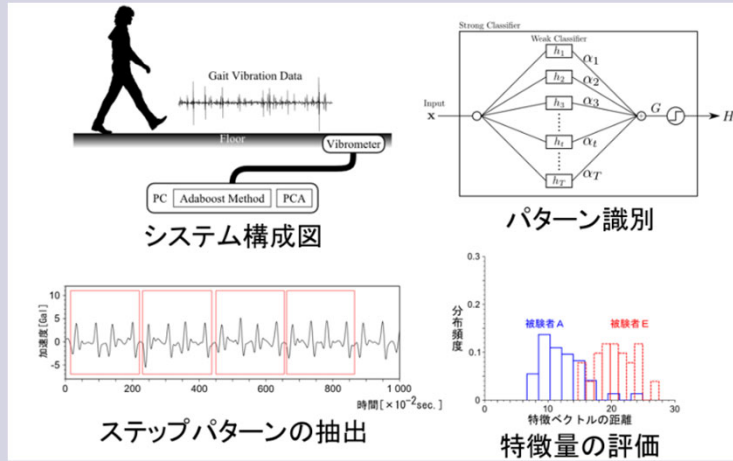 Gait Vibration Data
Floor
Vibrometer
PC
Adaboost Method
PCA
システム構成図
Strong Classifier
Weak Classifier
Input
x
h1
h2
h3
ht
hT
α1
α2
α3
αt
αT
G
H
パターン識別
加速度[Gal]
10
5
0
-5
0
200
400
600
800
1 000
時間[×10⁻²sec.]
ステップパターンの抽出
分布頻度
0.3
0.2
0.1
0
被験者A
被験者E
0
10
20
30
特徴ベクトルの距離
特徴量の評価